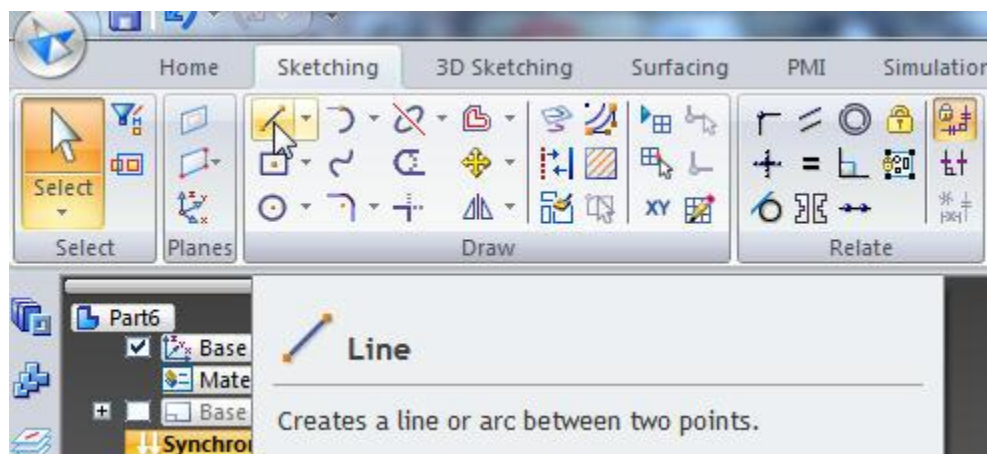 Home Sketching 3D Sketching Surfacing PMI Simulation
Select
XY
Select Planes Draw Relate
Part6
Base
Mate
Base
Synchro
Line
Creates a line or arc between two points.